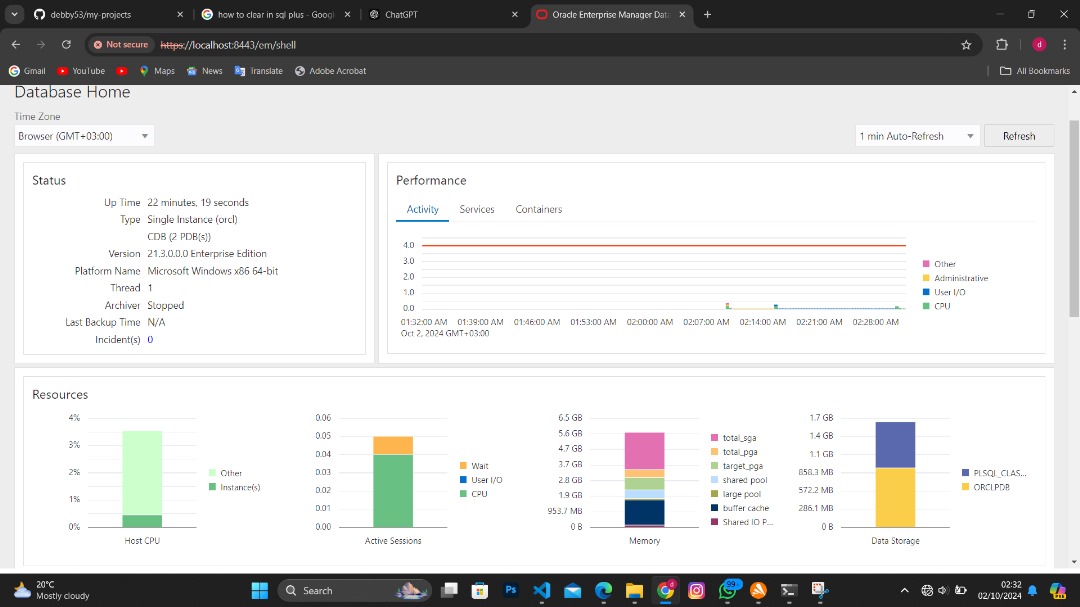 debby53/my-projects
how to clear in sql plus - Goog
ChatGPT
Oracle Enterprise Manager Data
Not secure
https://localhost:8443/em/shell
d
Gmail
YouTube
Maps
News
Translate
Adobe Acrobat
All Bookmarks
Database Home
Time Zone
Browser (GMT+03:00)
1 min Auto-Refresh
Refresh
Status
Up Time 22 minutes, 19 seconds
Type Single Instance (orcl)
CDB (2 PDB(s))
Version 21.3.0.0.0 Enterprise Edition
Platform Name Microsoft Windows x86 64-bit
Thread 1
Archiver Stopped
Last Backup Time N/A
Incident(s) 0
Performance
Activity Services Containers
4.0
3.0
2.0
1.0
0.0
01:32:00 AM 01:39:00 AM 01:46:00 AM 01:53:00 AM 02:00:00 AM 02:07:00 AM 02:14:00 AM 02:21:00 AM 02:28:00 AM
Oct 2, 2024 GMT+03:00
Other
Administrative
User I/O
CPU
Resources
4%
3%
2%
1%
0%
Other
Instance(s)
Host CPU
0.06
0.05
0.04
0.03
0.02
0.01
0.00
Wait
User I/O
CPU
Active Sessions
6.5 GB
5.6 GB
4.7 GB
3.7 GB
2.8 GB
1.9 GB
953.7 MB
0 B
total_sga
total_pga
target_pga
shared pool
large pool
buffer cache
Shared IO P...
Memory
1.7 GB
1.4 GB
1.1 GB
858.3 MB
572.2 MB
286.1 MB
0 B
PLSQL_CLAS...
ORCLPDB
Data Storage
20°C
Mostly cloudy
Search
Ps
99+
02:32
02/10/2024